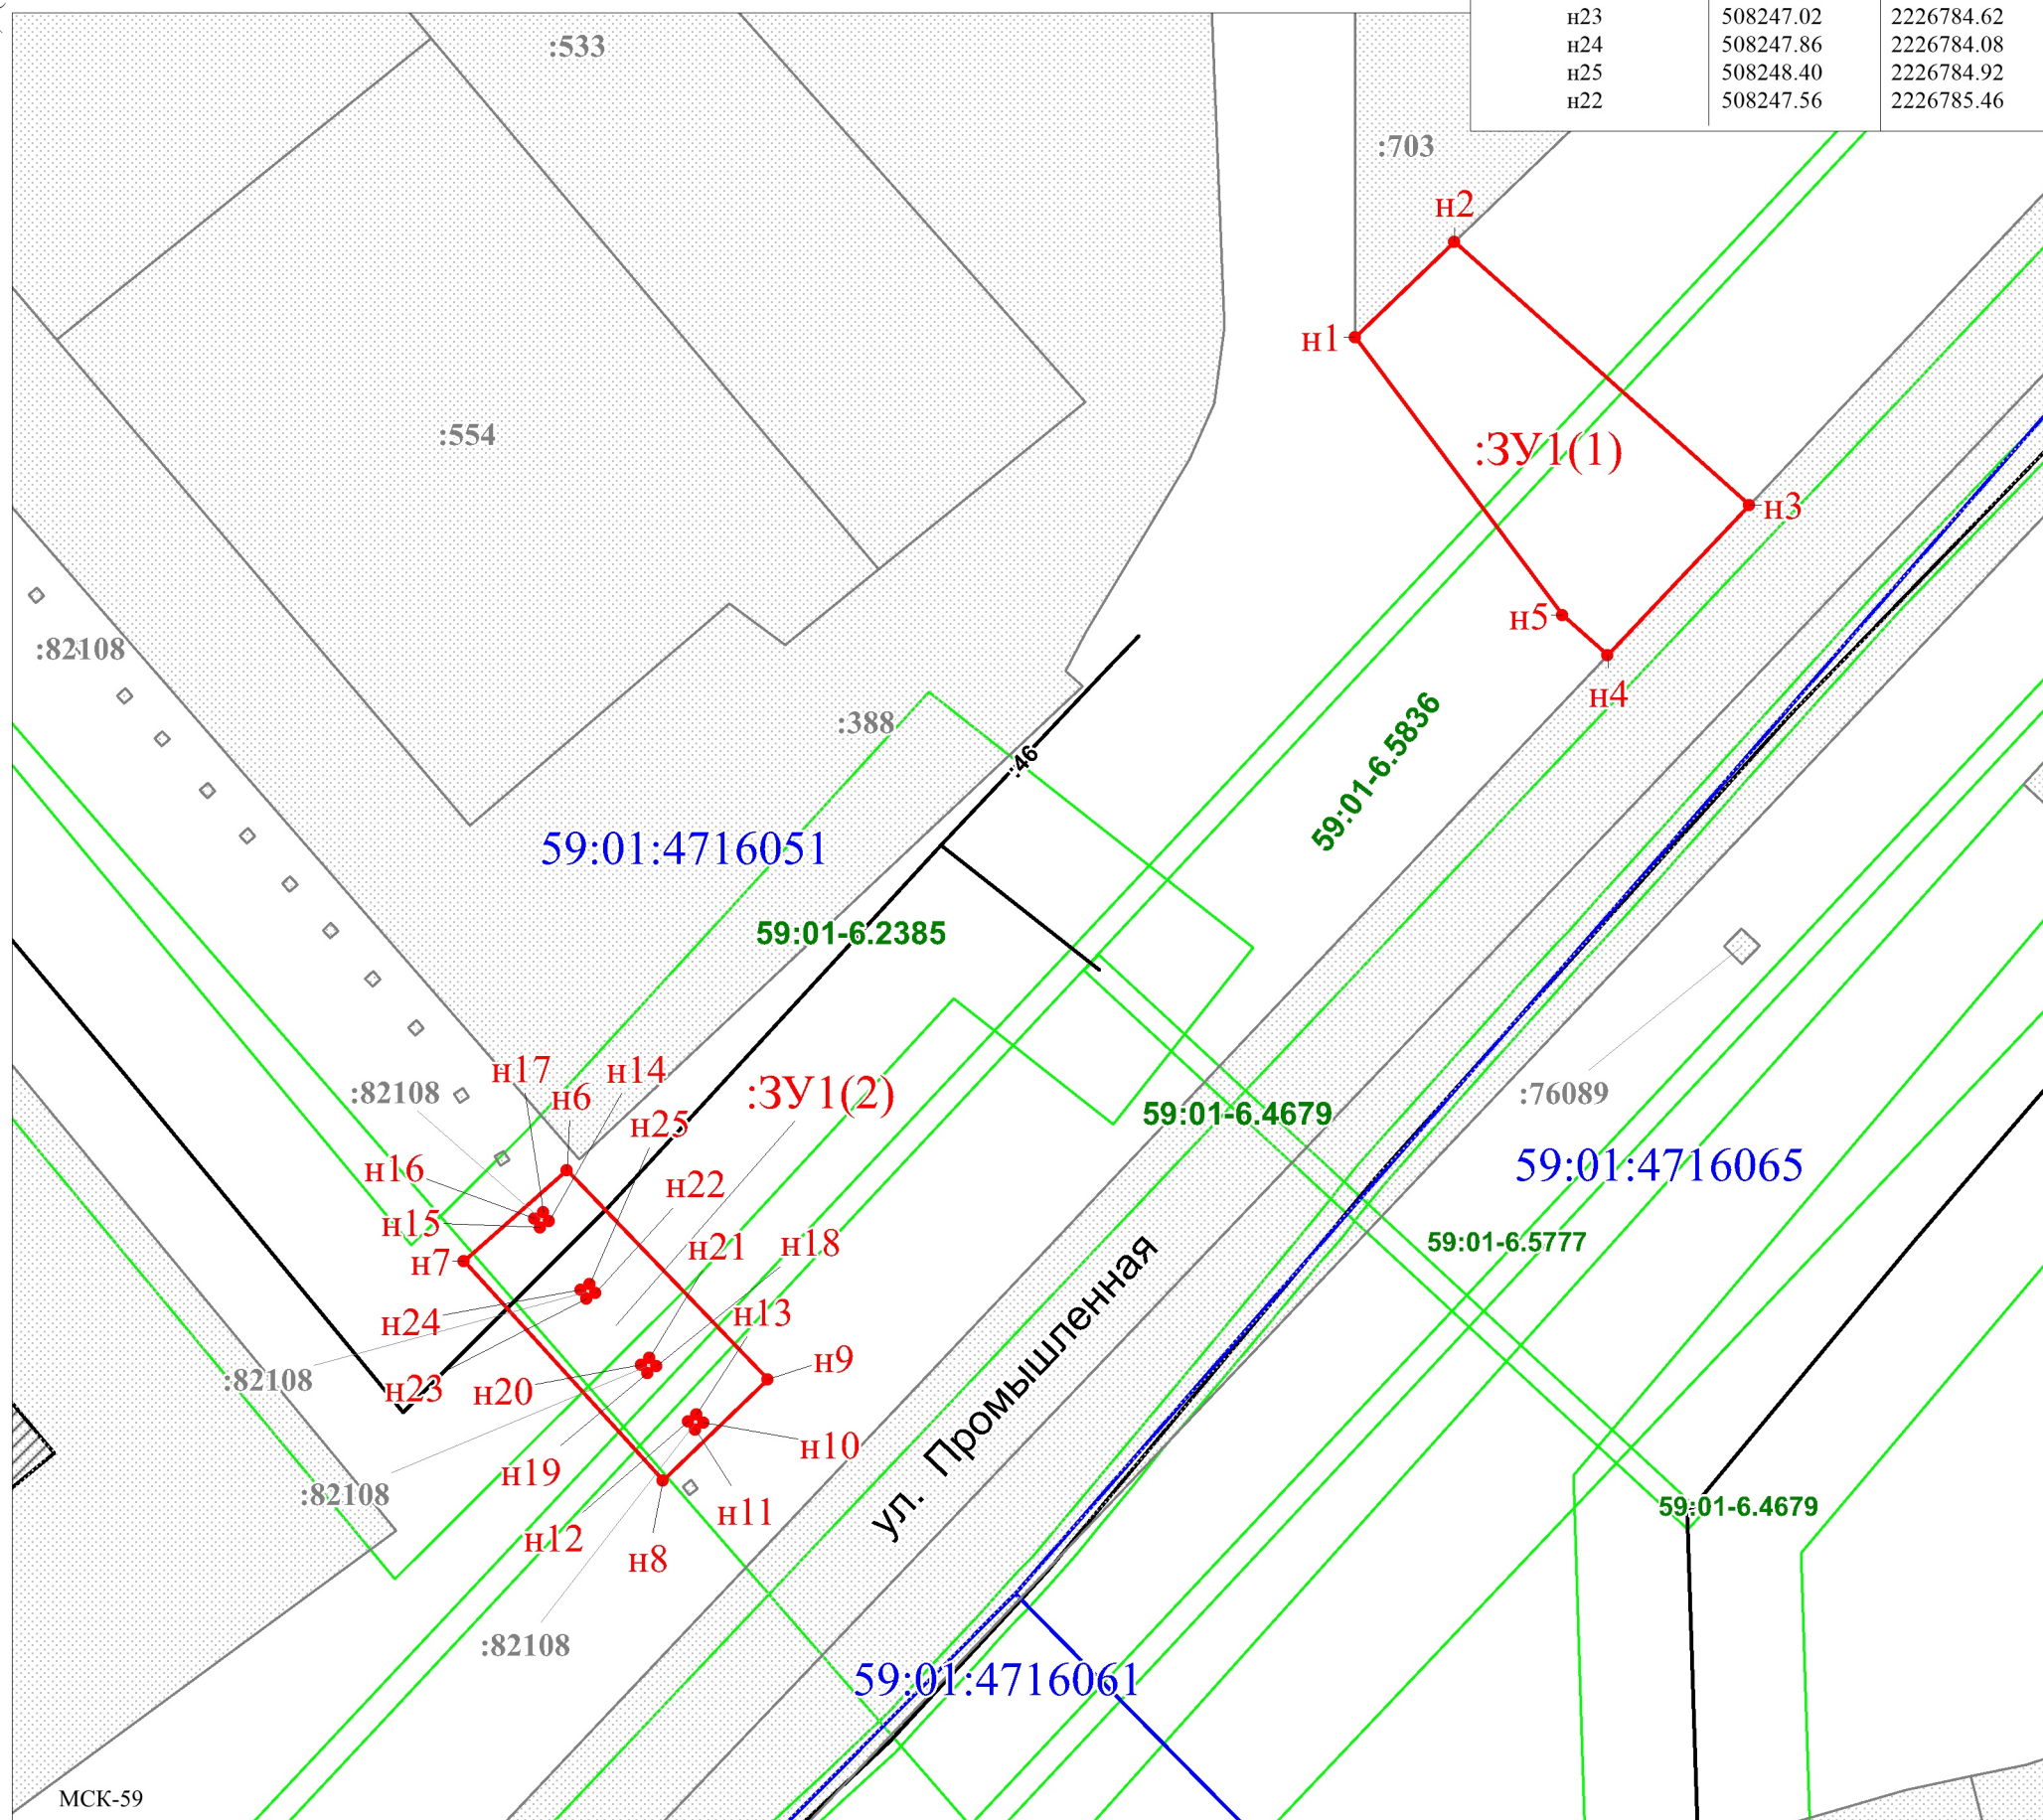 н23 508247.02 2226784.62
н24 508247.86 2226784.08
н25 508248.40 2226784.92
н22 508247.56 2226785.46
:533
:703
н2
н1
:554
:ЗУ1(1)
н3
н5
:82108
н4
:388
59:01-6.5836
:46
59:01:4716051
59:01-6.2385
н17
н14
:82108
н6
:ЗУ1(2)
:76089
59:01-6.4679
н25
н16
59:01:4716065
н22
н15
н21
н18
59:01-6.5777
н7
н24
н13
н9
:82108
н23
н20
ул. Промышленная
н10
н19
:82108
н11
59:01-6.4679
н12
н8
:82108
59:01:4716061
МСК-59